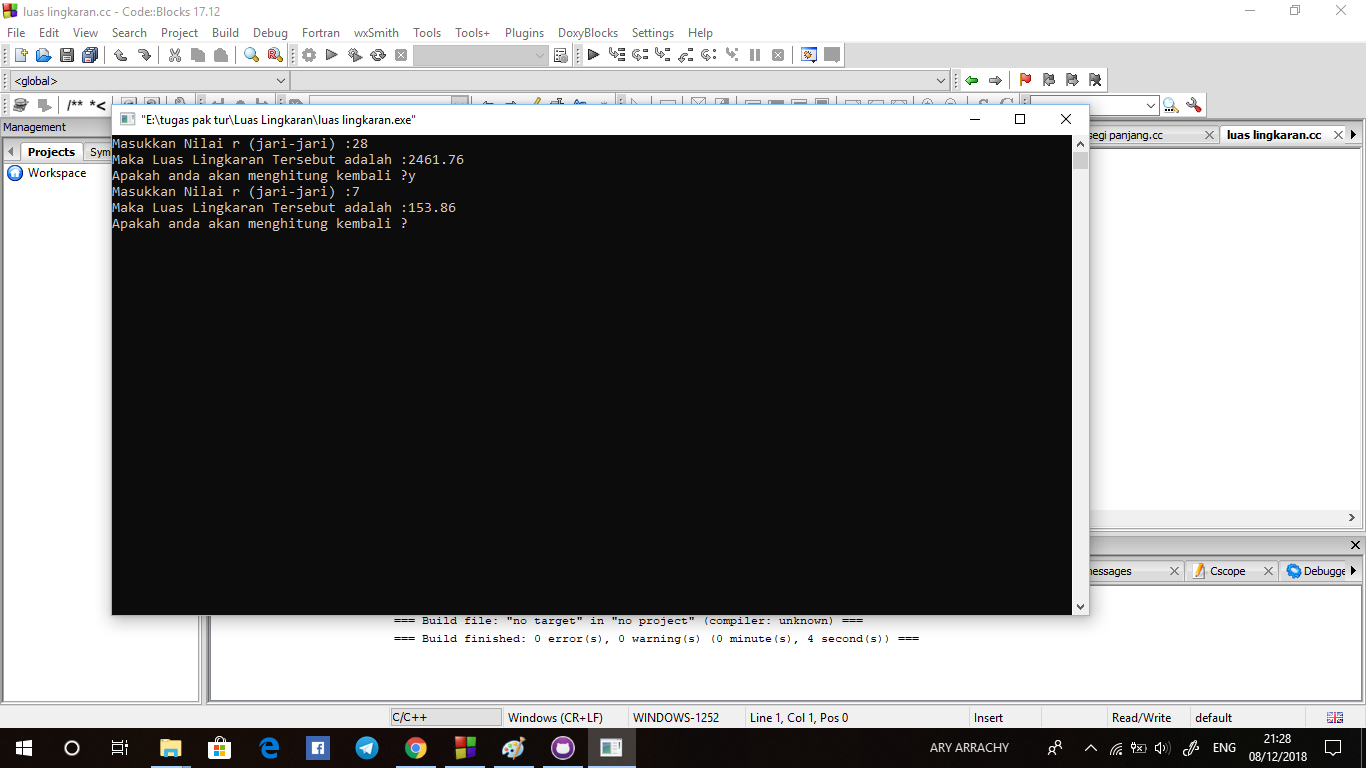 luas lingkaran.cc - Code::Blocks 17.12
File Edit View Search Project Build Debug Fortran wxSmith Tools Tools+ Plugins DoxyBlocks Settings Help
<global>
/** *<
Management
"E:\tugas pak tur\Luas Lingkaran\luas lingkaran.exe"
segi panjang.cc luas lingkaran.cc
Projects Sym
Workspace
Masukkan Nilai r (jari-jari) :28
Maka Luas Lingkaran Tersebut adalah :2461.76
Apakah anda akan menghitung kembali ?y
Masukkan Nilai r (jari-jari) :7
Maka Luas Lingkaran Tersebut adalah :153.86
Apakah anda akan menghitung kembali ?
essages Cscope Debugge
=== Build file: "no target" in "no project" (compiler: unknown) ===
=== Build finished: 0 error(s), 0 warning(s) (0 minute(s), 4 second(s)) ===
C/C++ Windows (CR+LF) WINDOWS-1252 Line 1, Col 1, Pos 0 Insert Read/Write default
ARY ARRACHY ENG 21:28
08/12/2018